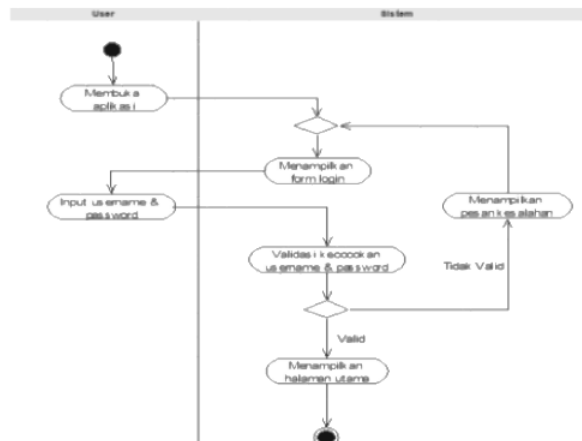 User
Sistem
Membuka
aplikasi
Menampilkan
form login
Input username &
password
Menampilkan
pesan kesalahan
Validasi kecocokan
username & password
Tidak Valid
Valid
Menampilkan
halaman utama